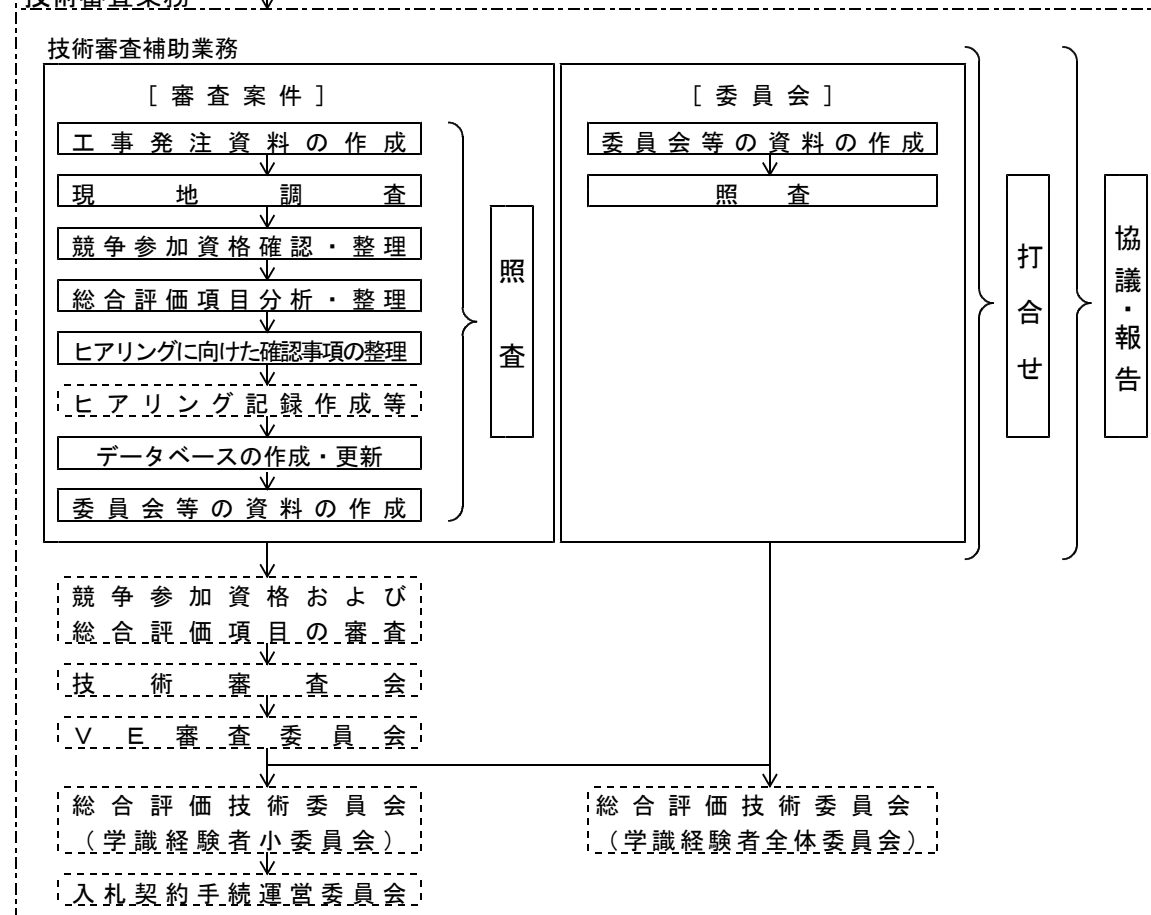 技術審査業務
技術審査補助業務
[審査案件]
工事発注資料の作成
現地調査
競争参加資格確認・整理
総合評価項目分析・整理
ヒアリングに向けた確認事項の整理
ヒアリング記録作成等
データベースの作成・更新
委員会等の資料の作成
照査
[委員会]
委員会等の資料の作成
照査
打合せ
協議・報告
競争参加資格および
総合評価項目の審査
技術審査会
ＶＥ審査委員会
総合評価技術委員会
（学識経験者小委員会）
入札契約手続運営委員会
総合評価技術委員会
（学識経験者全体委員会）